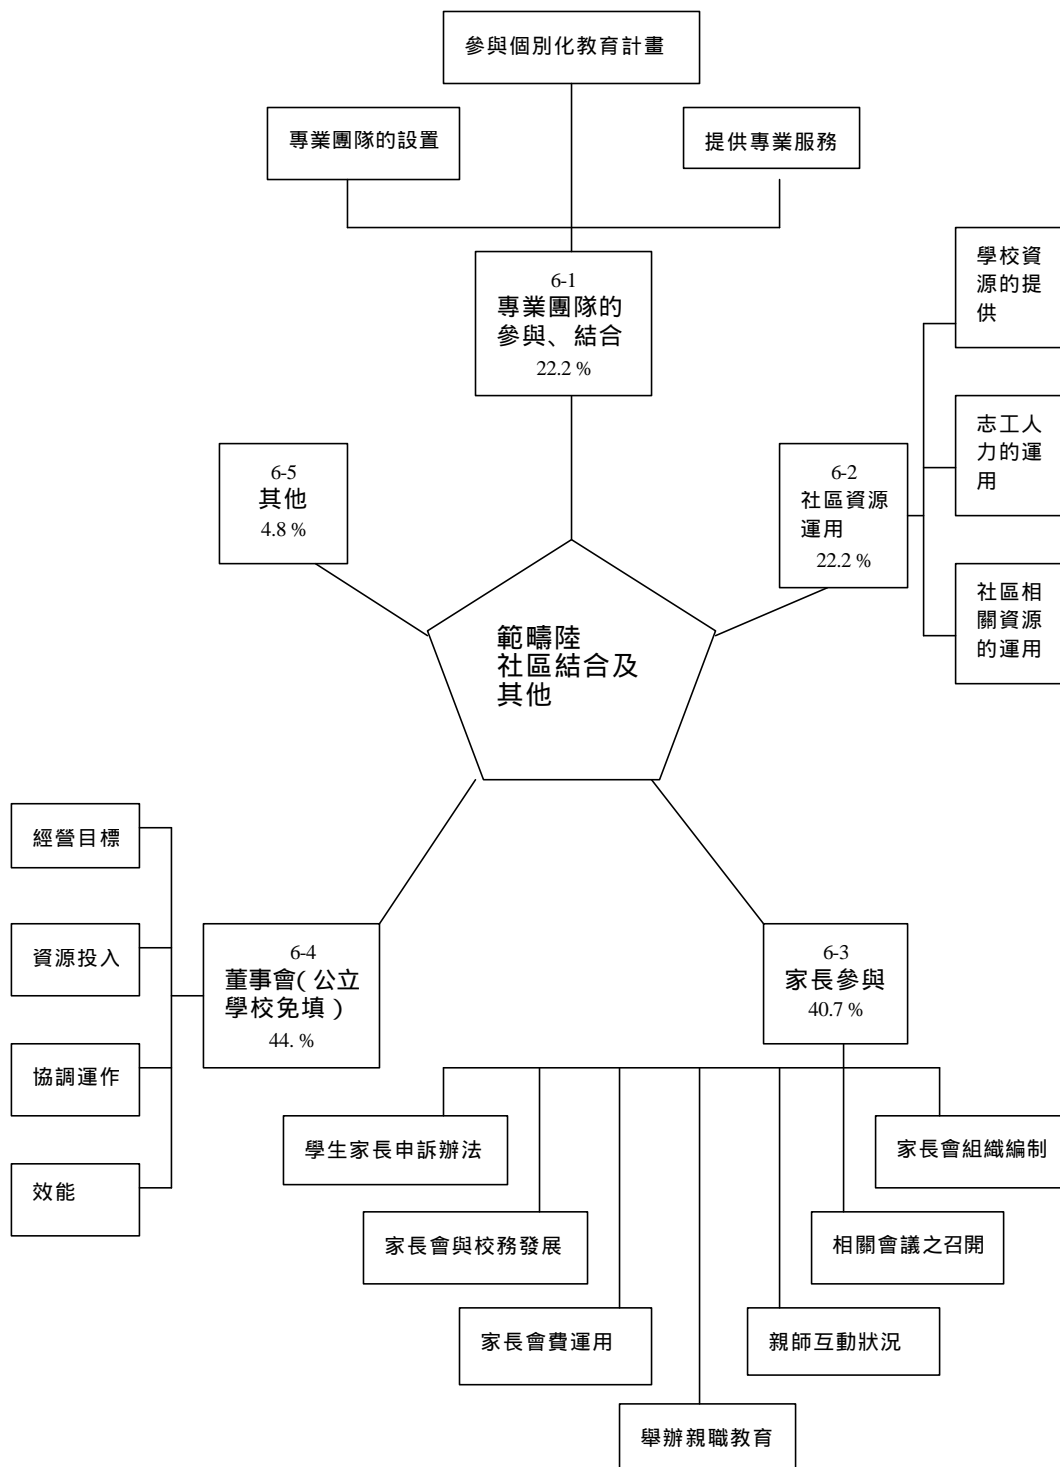 參與個別化教育計畫
專業團隊的設置
提供專業服務
6-1
專業團隊的
參與、結合
22.2 %
學校資
源的提
供
志工人
力的運
用
社區相
關資源
的運用
6-2
社區資源
運用
22.2 %
6-5
其他
4.8 %
範疇陸
社區結合及
其他
經營目標
資源投入
協調運作
效能
6-4
董事會(公立
學校免填)
44. %
6-3
家長參與
40.7 %
學生家長申訴辦法
家長會組織編制
家長會與校務發展
相關會議之召開
家長會費運用
親師互動狀況
舉辦親職教育